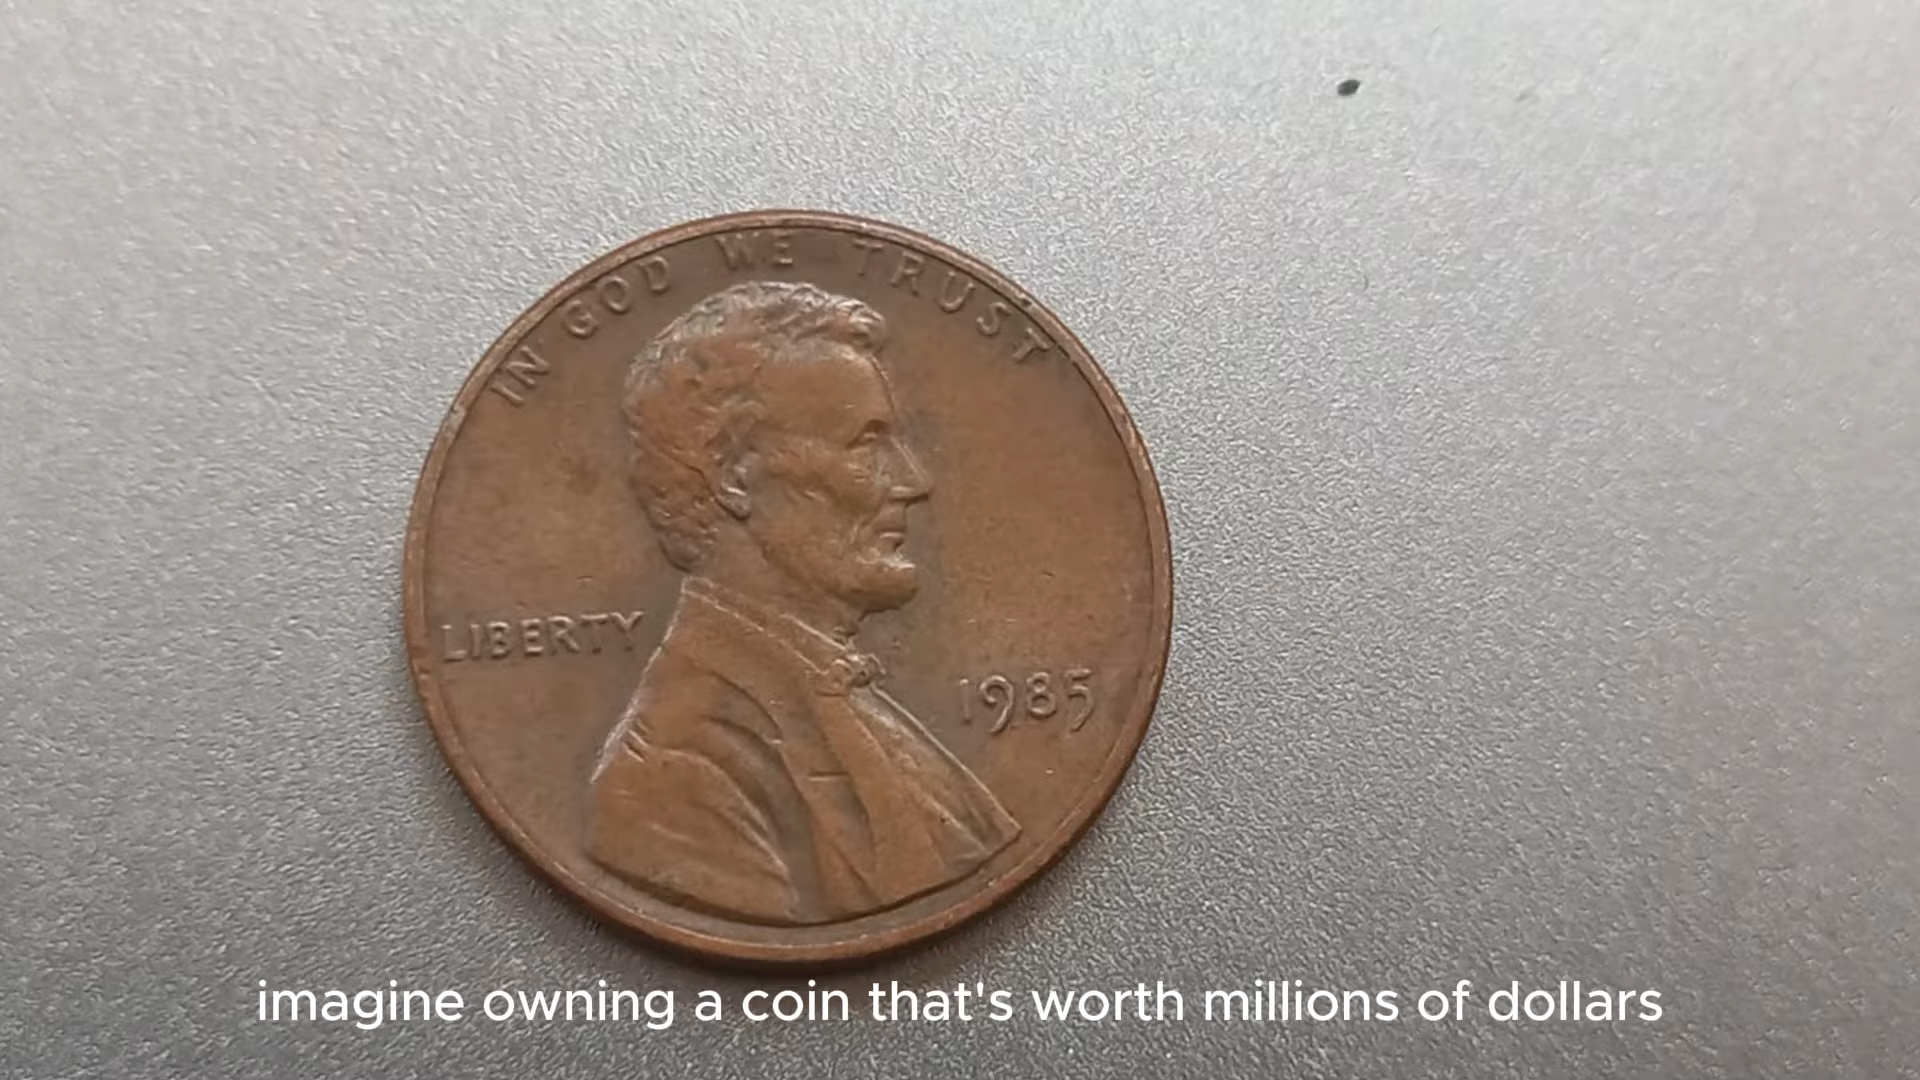 IN GOD WE TRUST
LIBERTY
1985
imagine owning a coin that's worth millions of dollars